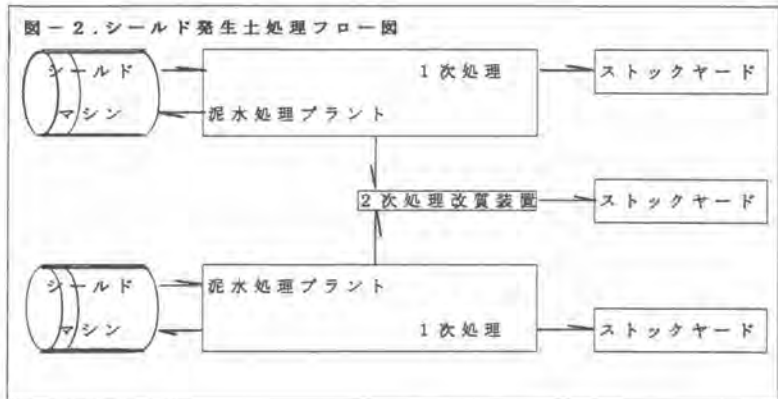 図－2．シールド発生土処理フロー図
シールド
マシン
1次処理
泥水処理プラント
ストックヤード
2次処理改質装置
ストックヤード
シールド
マシン
泥水処理プラント
1次処理
ストックヤード